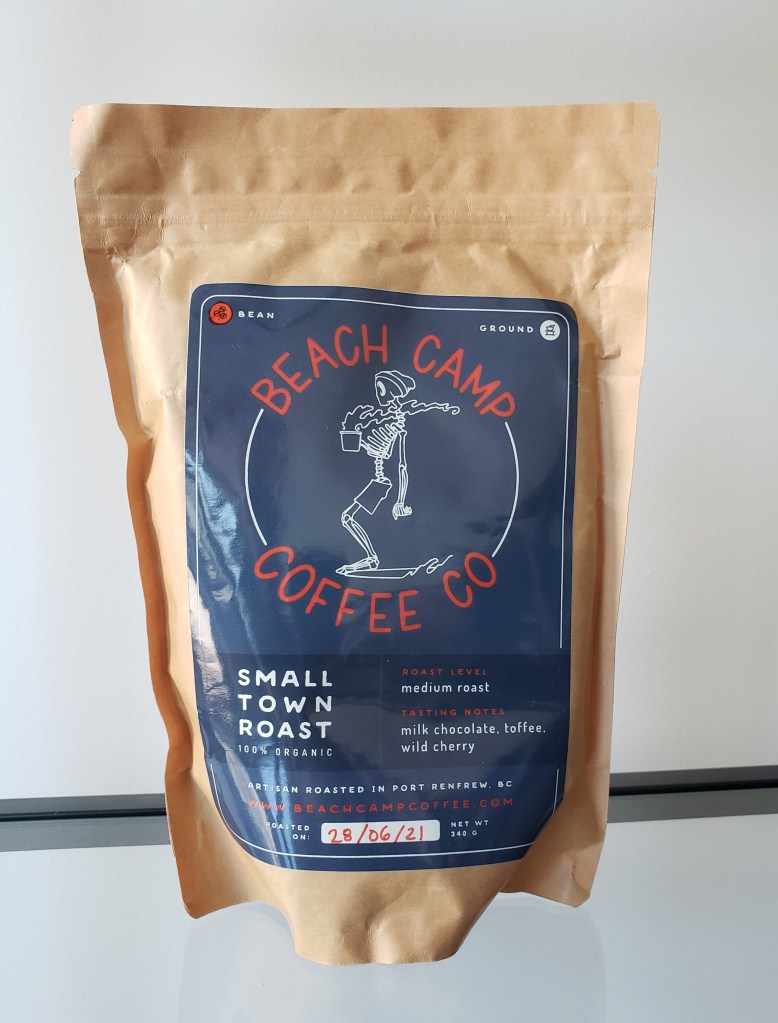 BEAN
GROUND
BEACH CAMP
COFFEE CO
SMALL
TOWN
ROAST
100% ORGANIC
ROAST LEVEL
medium roast
TASTING NOTES
milk chocolate, toffee,
wild cherry
ARTISAN ROASTED IN PORT RENFREW, BC
WWW.BEACHCAMPCOFFEE.COM
ROASTED
ON:
28/06/21
NET WT
340 G